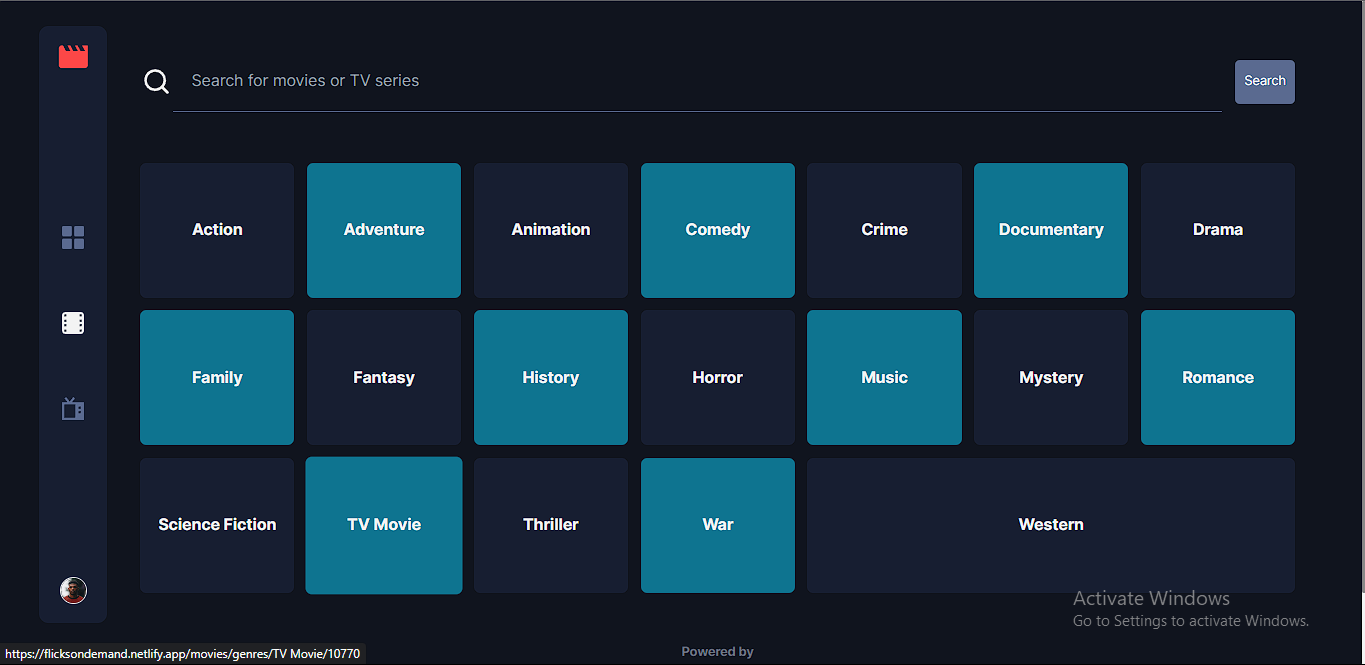 Search for movies or TV series
Search
Action
Adventure
Animation
Comedy
Crime
Documentary
Drama
Family
Fantasy
History
Horror
Music
Mystery
Romance
Science Fiction
TV Movie
Thriller
War
Western
Activate Windows
Go to Settings to activate Windows.
https://flicksondemand.netlify.app/movies/genres/TV Movie/10770
Powered by